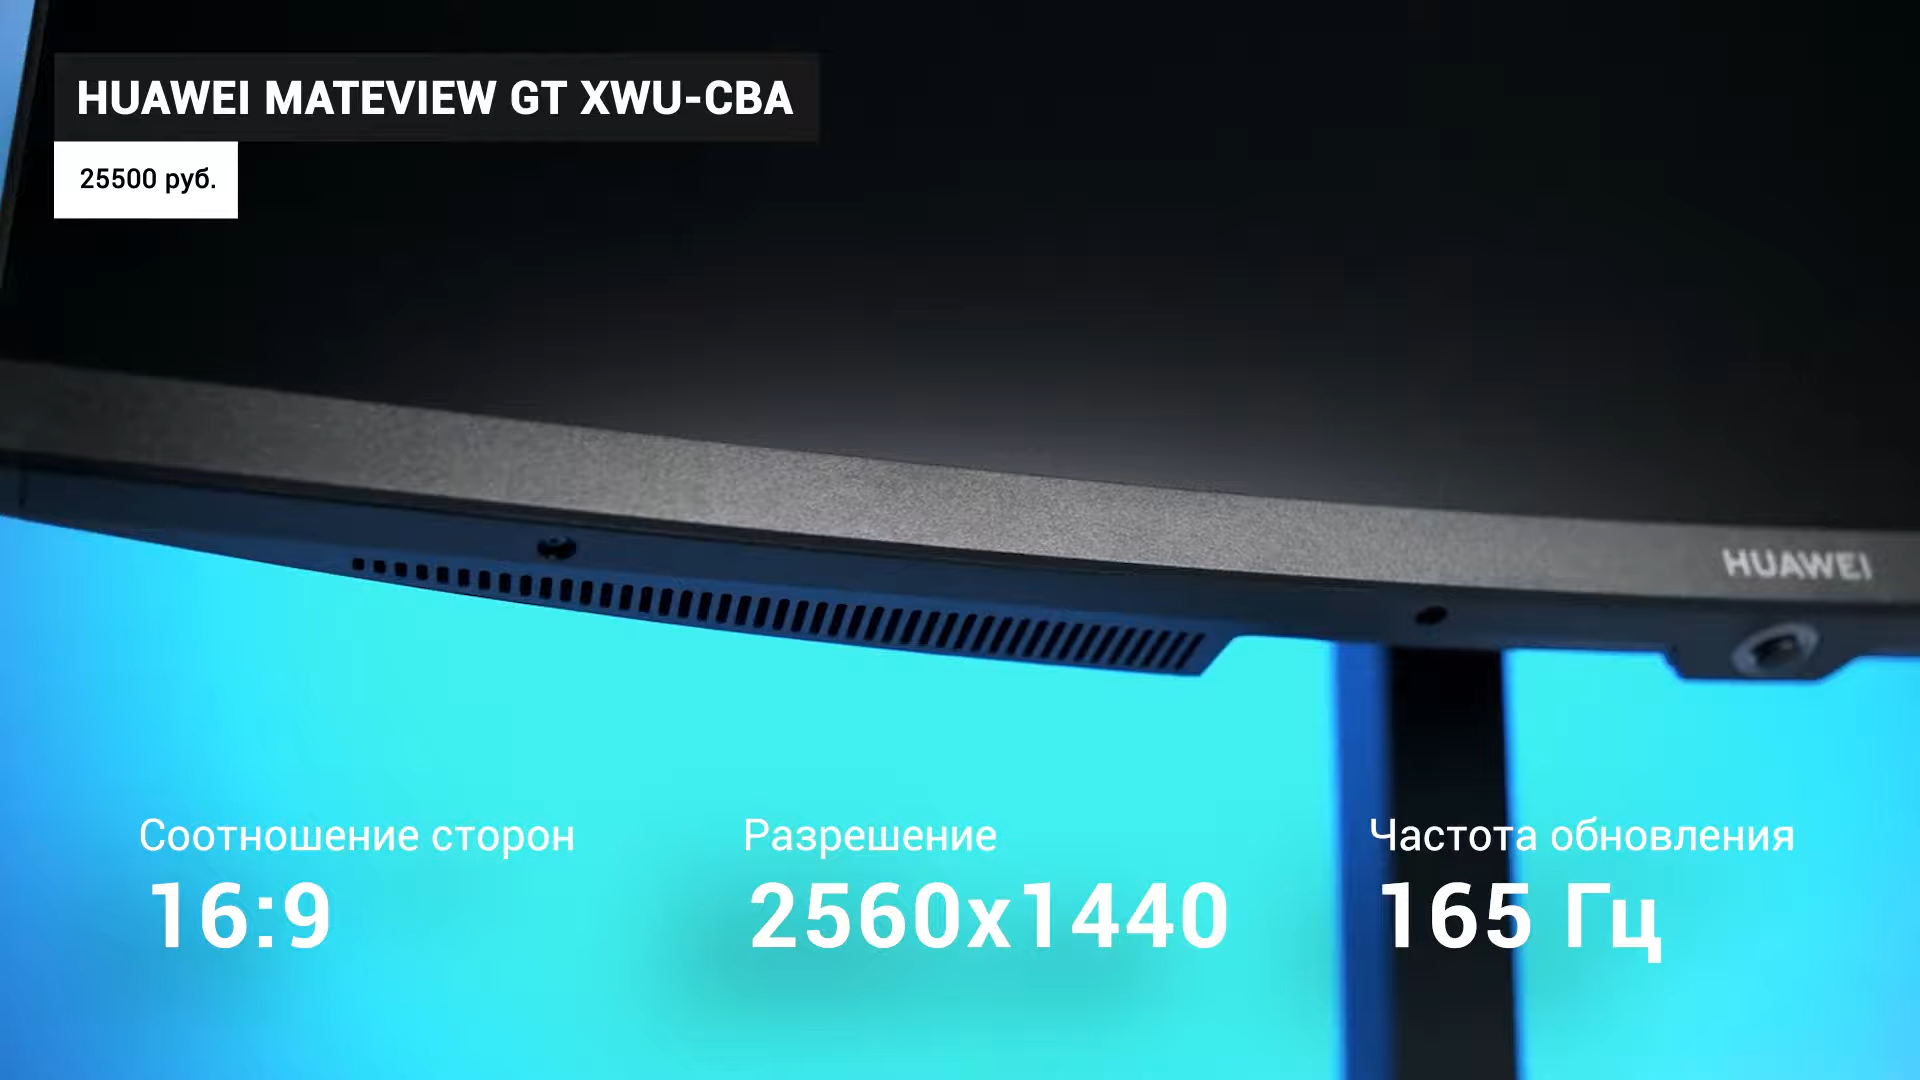 HUAWEI MATEVIEW GT XWU-CBA
25500 руб.
HUAWEI
Соотношение сторон
16:9
Разрешение
2560x1440
Частота обновления
165 Гц